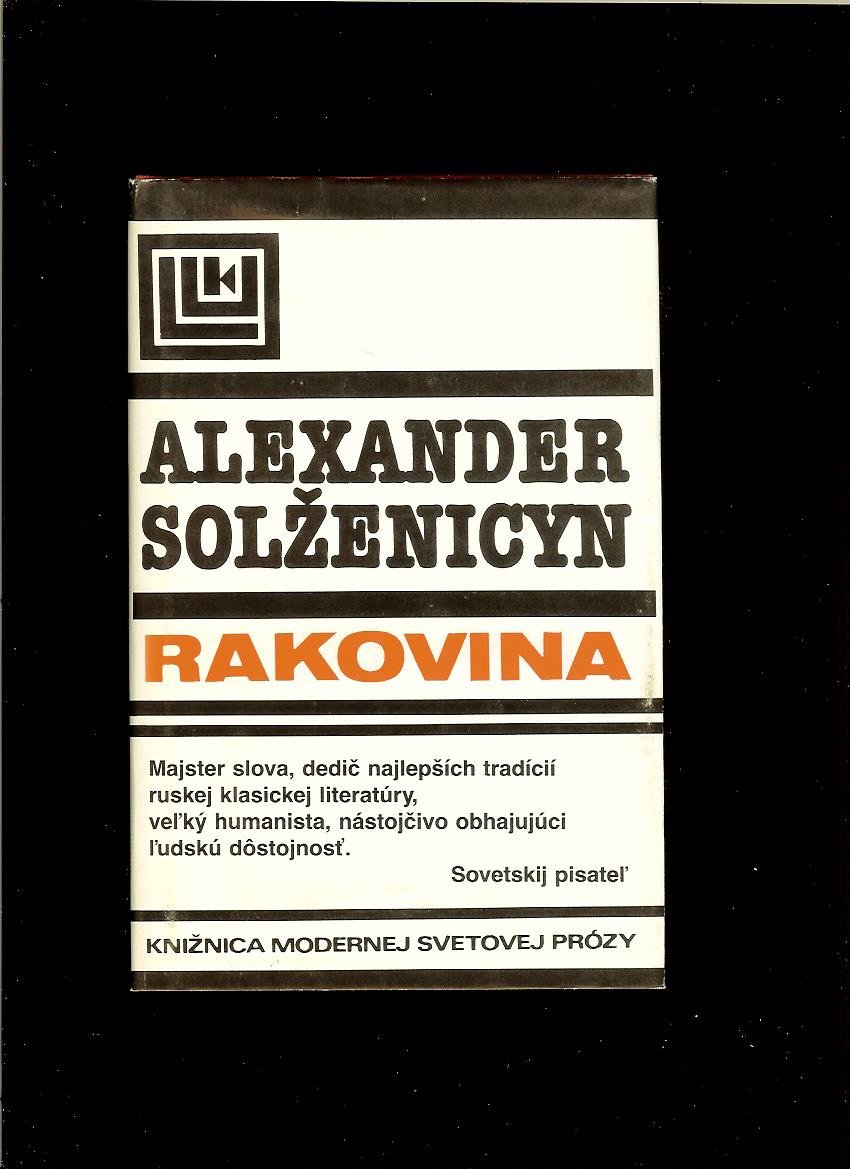 ALEXANDER
SOLŽENICYN
RAKOVINA
Majster slova, dedič najlepších tradícií
ruskej klasickej literatúry,
veľký humanista, nástojčivo obhajujúci
ľudskú dôstojnosť.
Sovetskij pisateľ
KNIŽNICA MODERNEJ SVETOVEJ PRÓZY